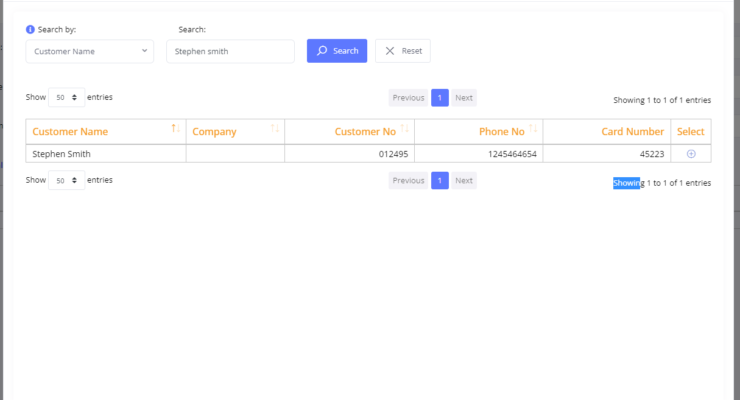 Search by: Search:
Customer Name Stephen smith Search Reset
Show 50 entries Previous 1 Next Showing 1 to 1 of 1 entries
Customer Name Company Customer No Phone No Card Number Select
Stephen Smith 012495 1245464654 45223
Show 50 entries Previous 1 Next Showing 1 to 1 of 1 entries